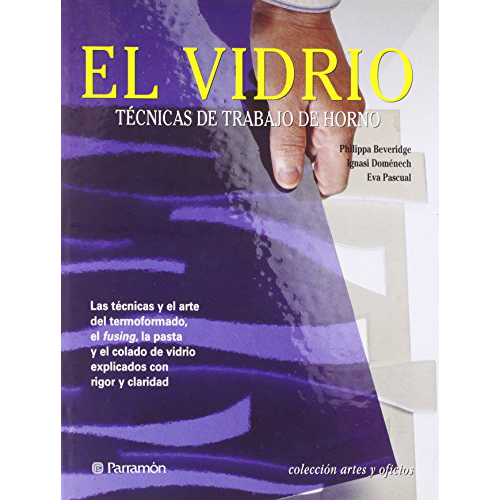 EL VIDRIO
TÉCNICAS DE TRABAJO DE HORNO
Philippa Beveridge
Ignasi Doménech
Eva Pascual
Las técnicas y el arte
del termoformado,
el fusing, la pasta
y el colado de vidrio
explicados con
rigor y claridad
Parramón
colección artes y oficios